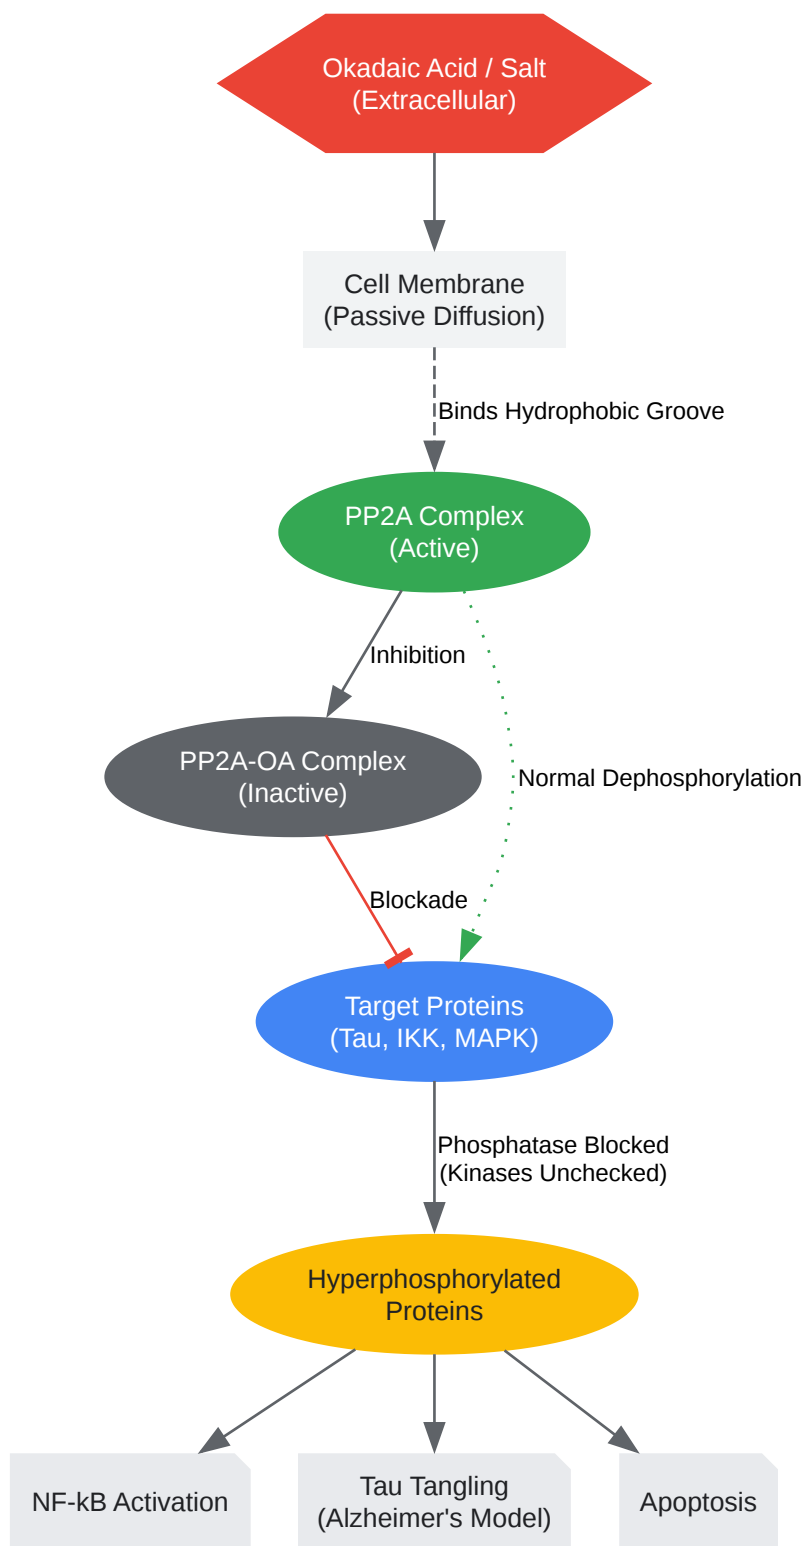 Okadaic Acid / Salt
(Extracellular)
Cell Membrane
(Passive Diffusion)
Binds Hydrophobic Groove
PP2A Complex
(Active)
Inhibition
PP2A-OA Complex
(Inactive)
Normal Dephosphorylation
Blockade
Target Proteins
(Tau, IKK, MAPK)
Phosphatase Blocked
(Kinases Unchecked)
Hyperphosphorylated
Proteins
NF-kB Activation
Tau Tangling
(Alzheimer's Model)
Apoptosis